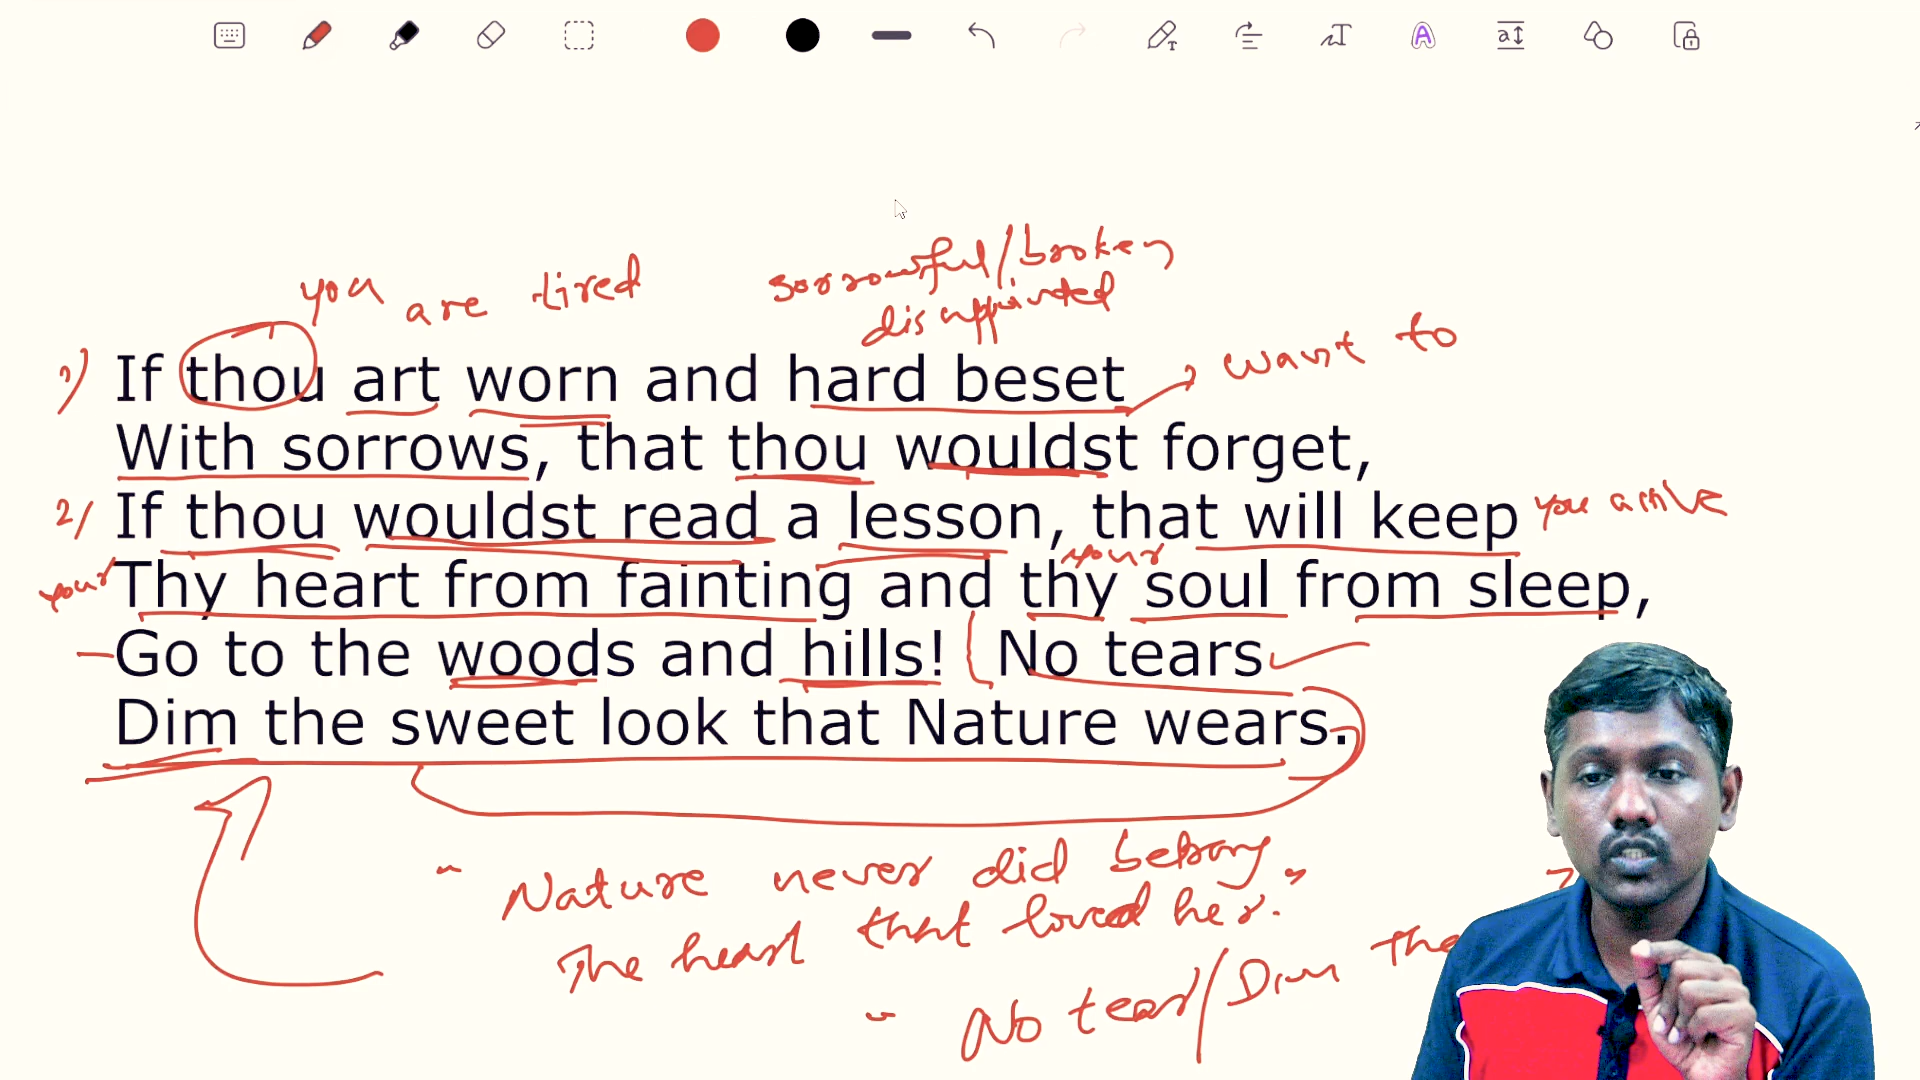 you are tired
sorrowful/broken
disappointed
want to
1) If thou art worn and hard beset
With sorrows, that thou wouldst forget,
2/ If thou wouldst read a lesson, that will keep you active
your your
Thy heart from fainting and thy soul from sleep,
Go to the woods and hills! No tears
Dim the sweet look that Nature wears.
" Nature never did betray
The heart that loved her."
" No tear/Dim the